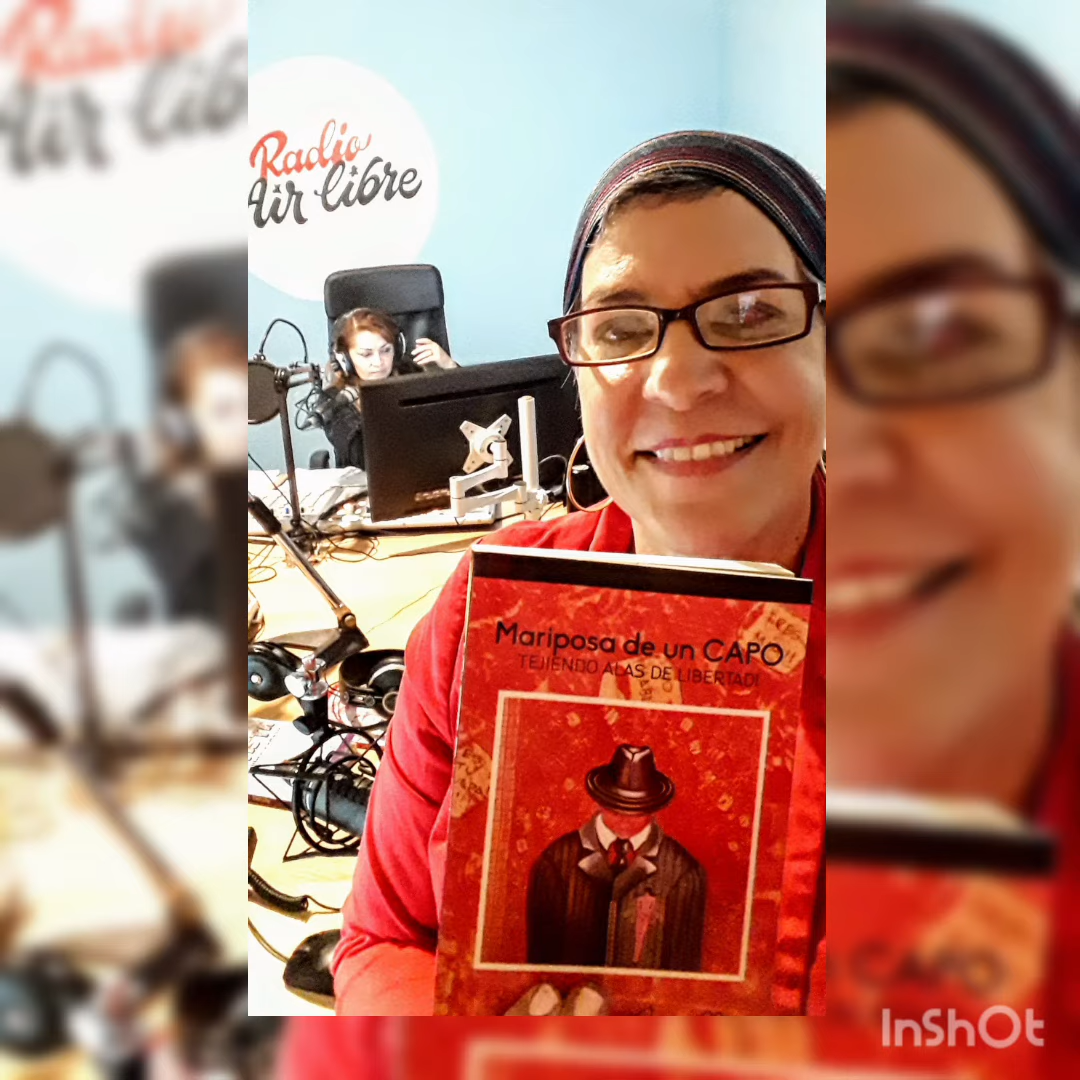 Radio
Air libre
Mariposa de un CAPO
TEJIENDO ALAS DE LIBERTAD!
InShOt